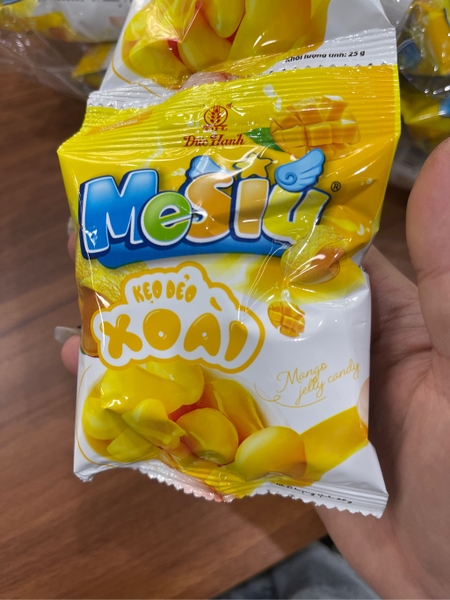 Khối lượng tịnh: 25 g
Đức Hạnh
MeSiu
®
KẸO DẺO
XOÀI
Mango
jelly candy